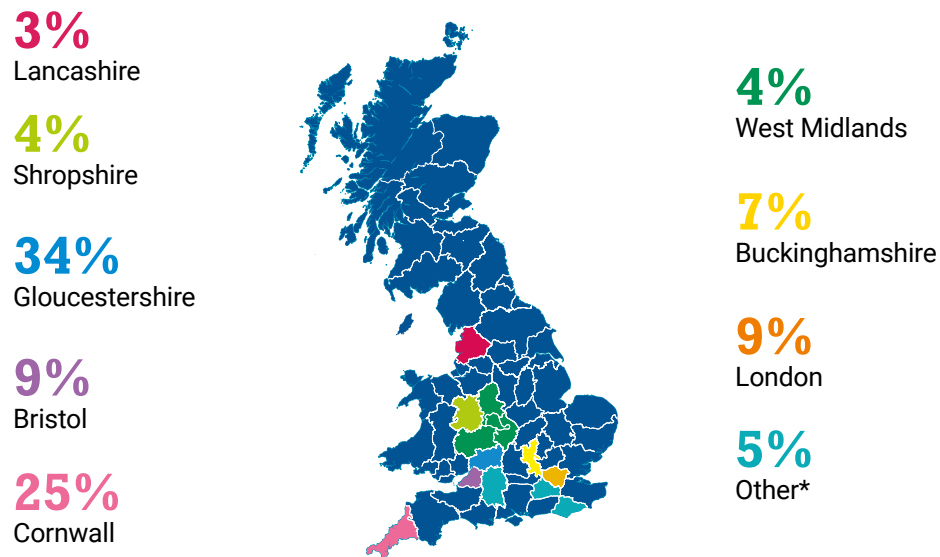 3%
Lancashire
4%
Shropshire
34%
Gloucestershire
9%
Bristol
25%
Cornwall
4%
West Midlands
7%
Buckinghamshire
9%
London
5%
Other*